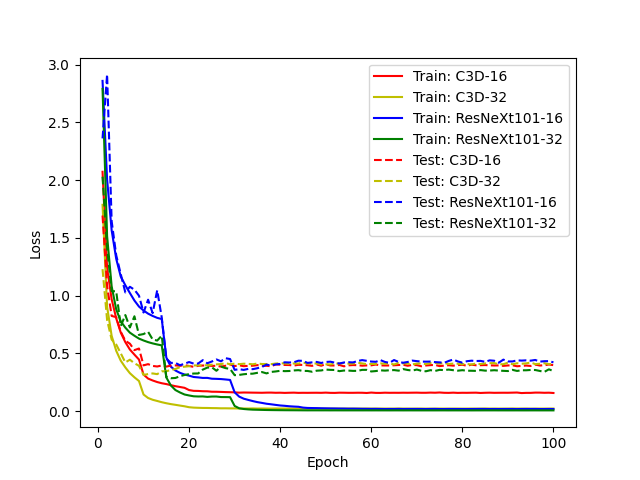 3.0
2.5
2.0
1.5
1.0
0.5
0.0
Loss
0
20
40
60
80
100
Epoch
Train: C3D-16
Train: C3D-32
Train: ResNeXt101-16
Train: ResNeXt101-32
Test: C3D-16
Test: C3D-32
Test: ResNeXt101-16
Test: ResNeXt101-32